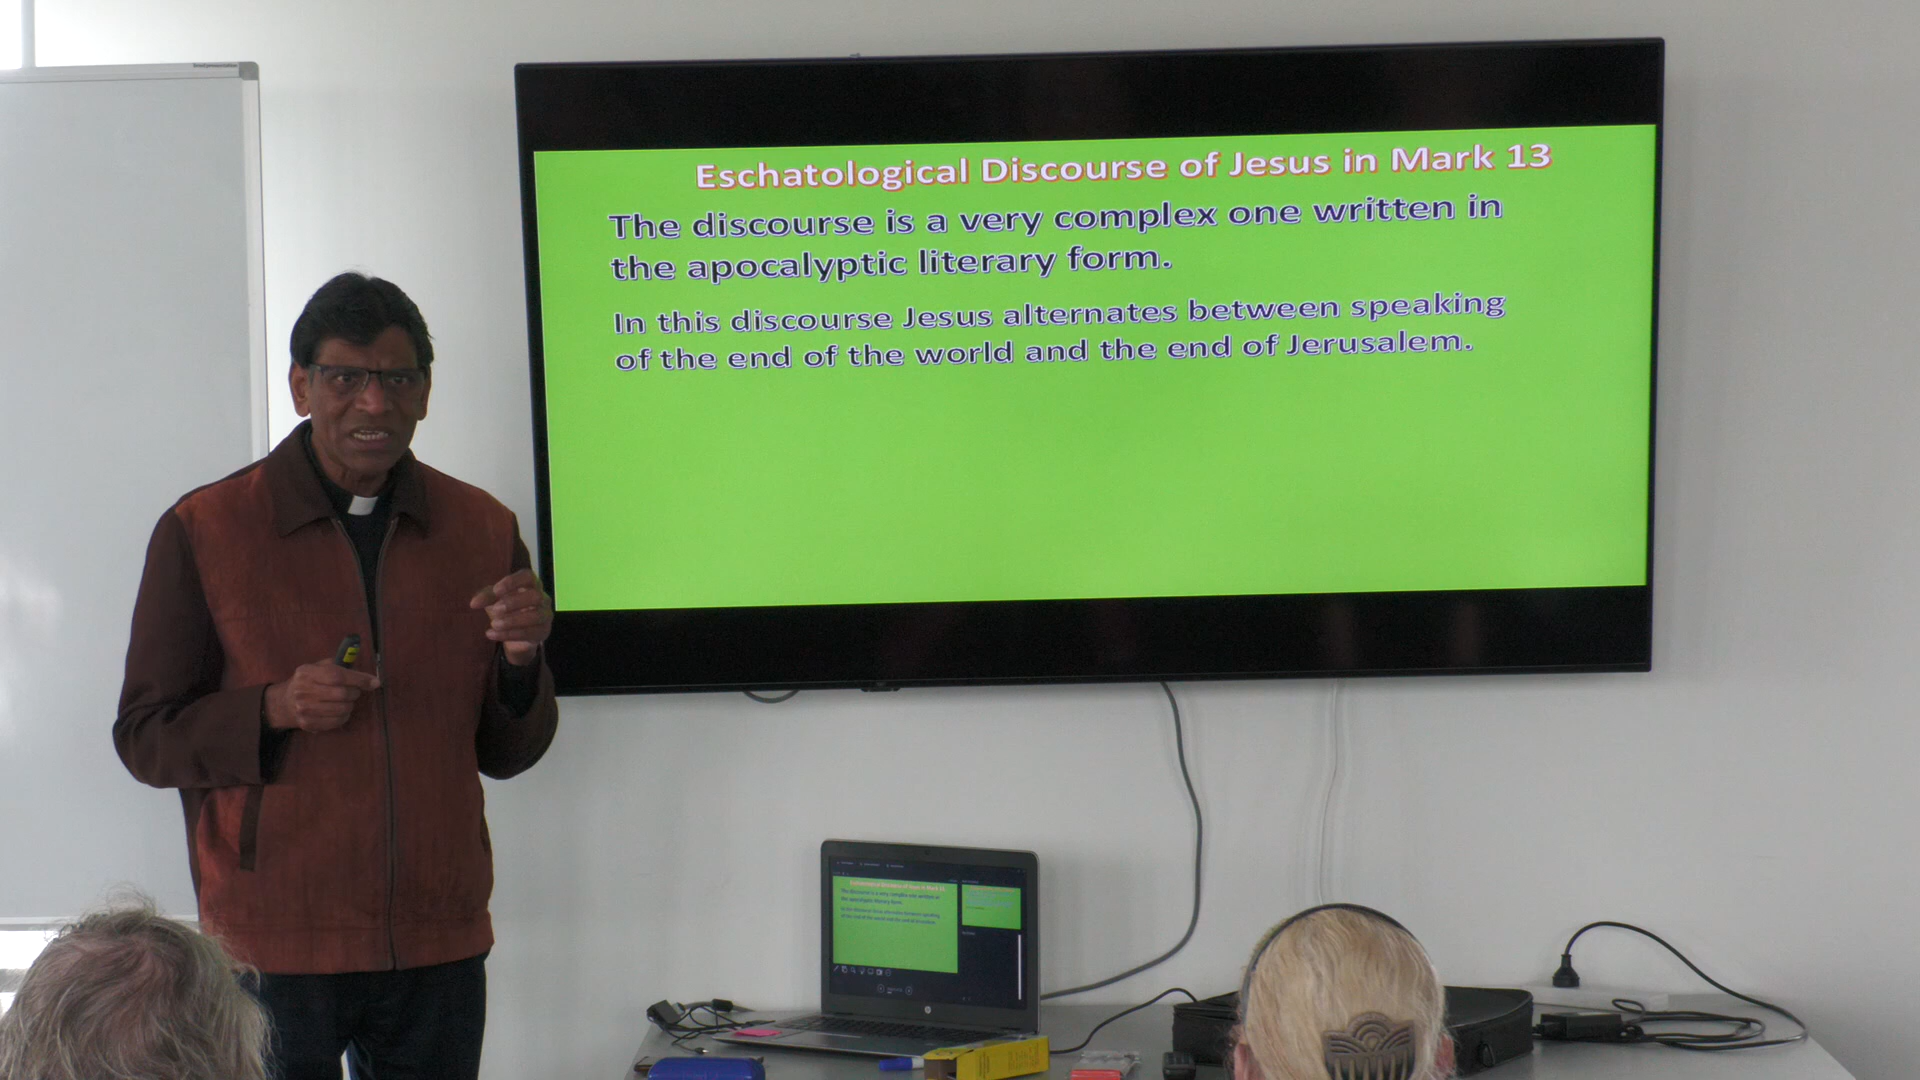 Eschatological Discourse of Jesus in Mark 13
The discourse is a very complex one written in
the apocalyptic literary form.
In this discourse Jesus alternates between speaking
of the end of the world and the end of Jerusalem.